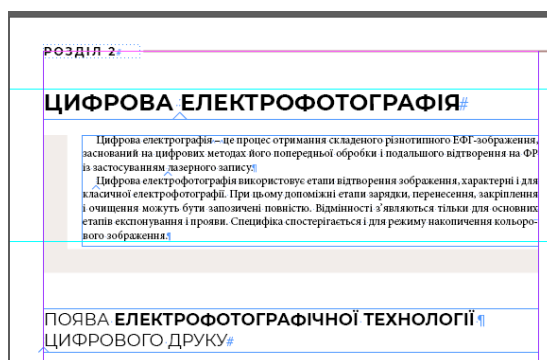 РОЗДІЛ 2
ЦИФРОВА ЕЛЕКТРОФОТОГРАФІЯ
Цифрова електрографія – це процес отримання складеного різнотипного ЕФГ-зображення,
заснований на цифрових методах його попередньої обробки і подальшого відтворення на ФР
із застосуванням лазерного запису.
Цифрова електрофотографія використовує етапи відтворення зображення, характерні і для
класичної електрофотографії. При цьому допоміжні етапи зарядки, перенесення, закріплення
і очищення можуть бути запозичені повністю. Відмінності з'являються тільки для основних
етапів експонування і прояви. Специфіка спостерігається і для режиму накопичення кольоро-
вого зображення.
ПОЯВА ЕЛЕКТРОФОТОГРАФІЧНОЇ ТЕХНОЛОГІЇ
ЦИФРОВОГО ДРУКУ